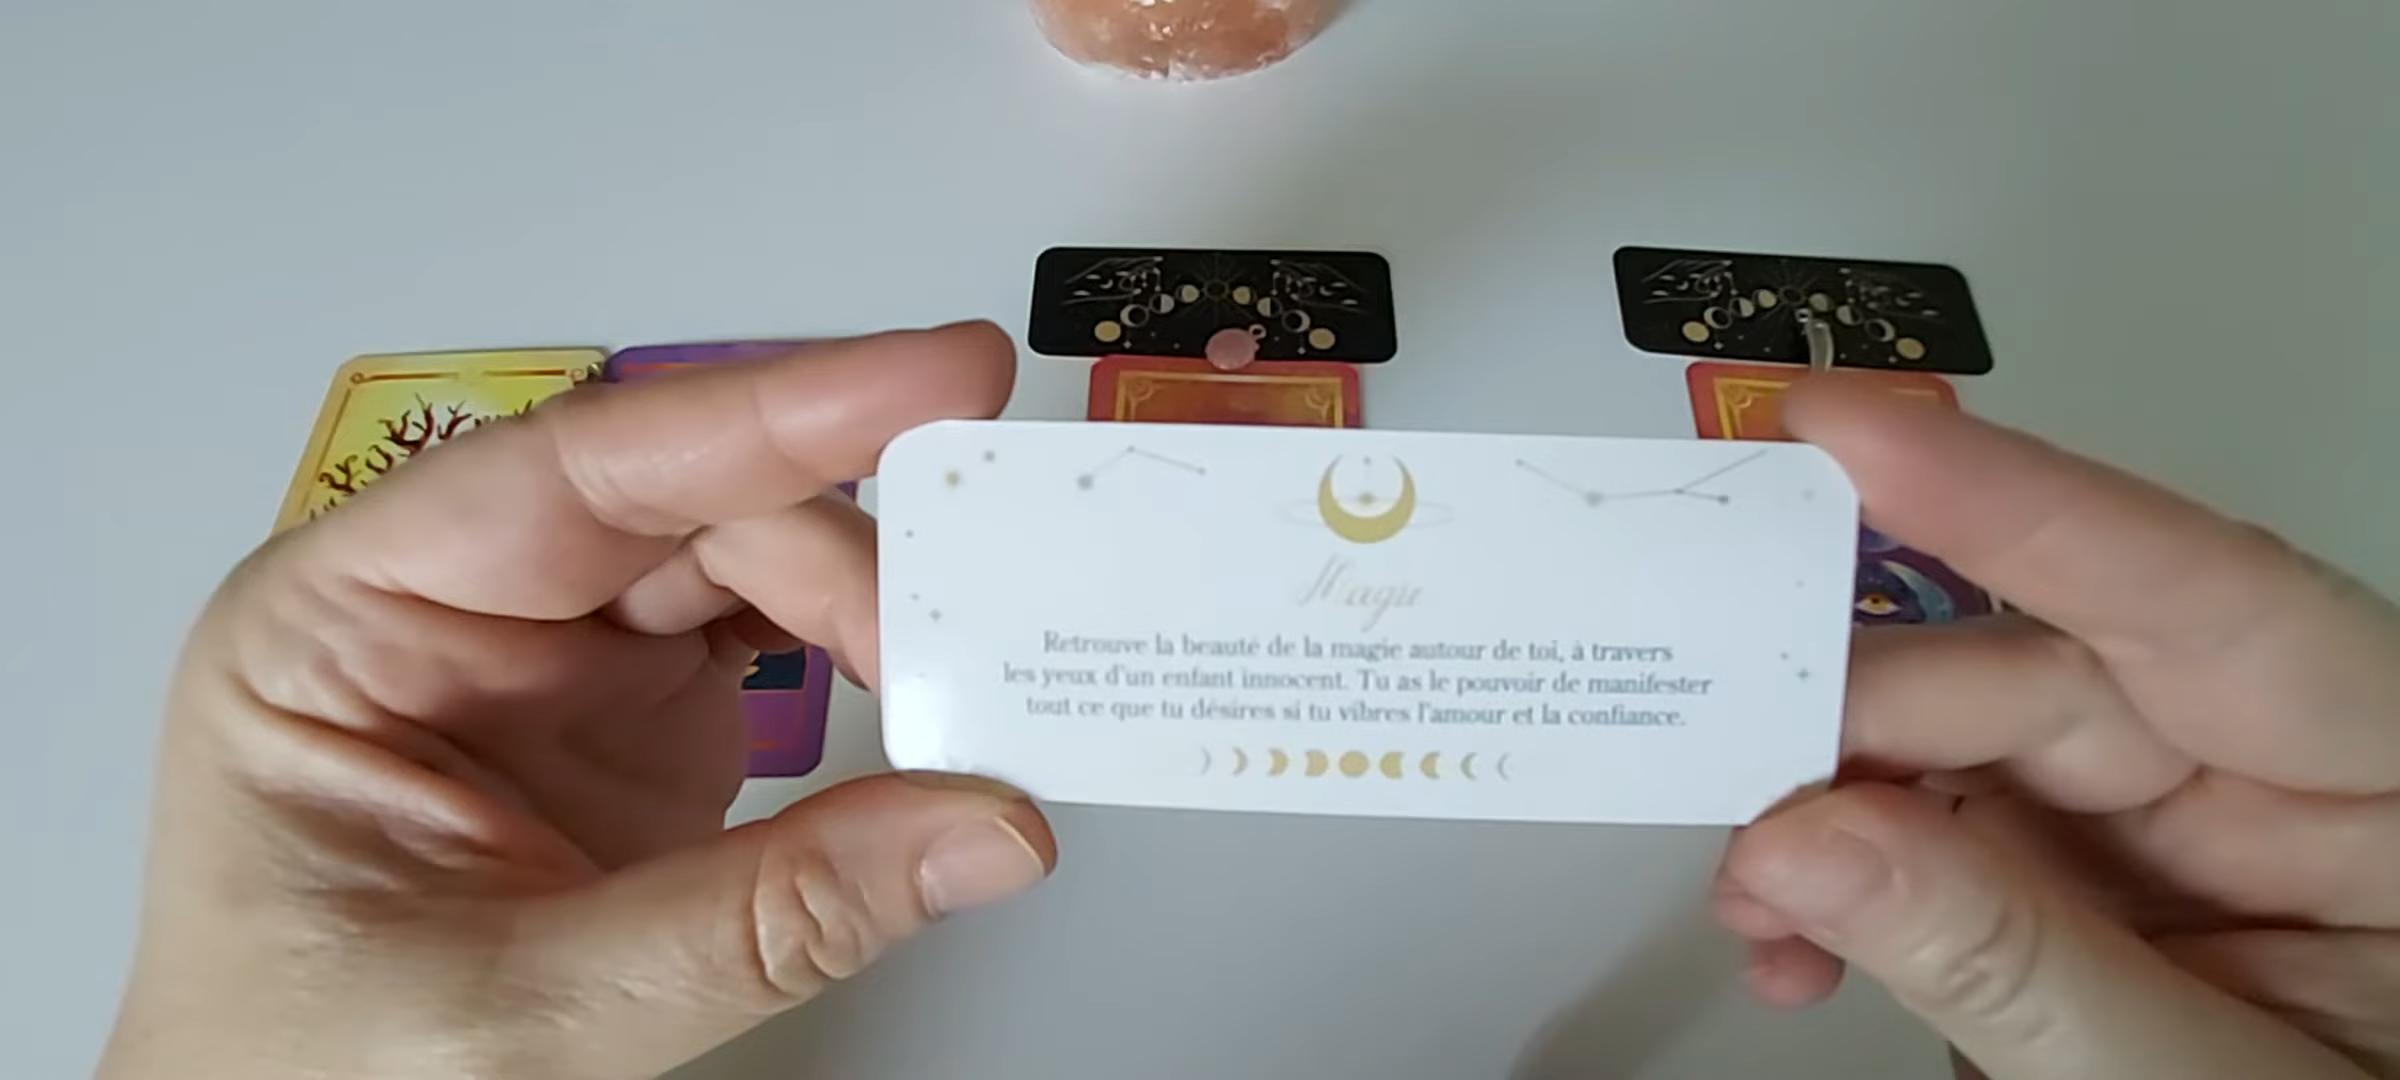 Magie
Retrouve la beauté de la magie autour de toi, à travers
les yeux d'un enfant innocent. Tu as le pouvoir de manifester
tout ce que tu désires si tu vibres l'amour et la confiance.